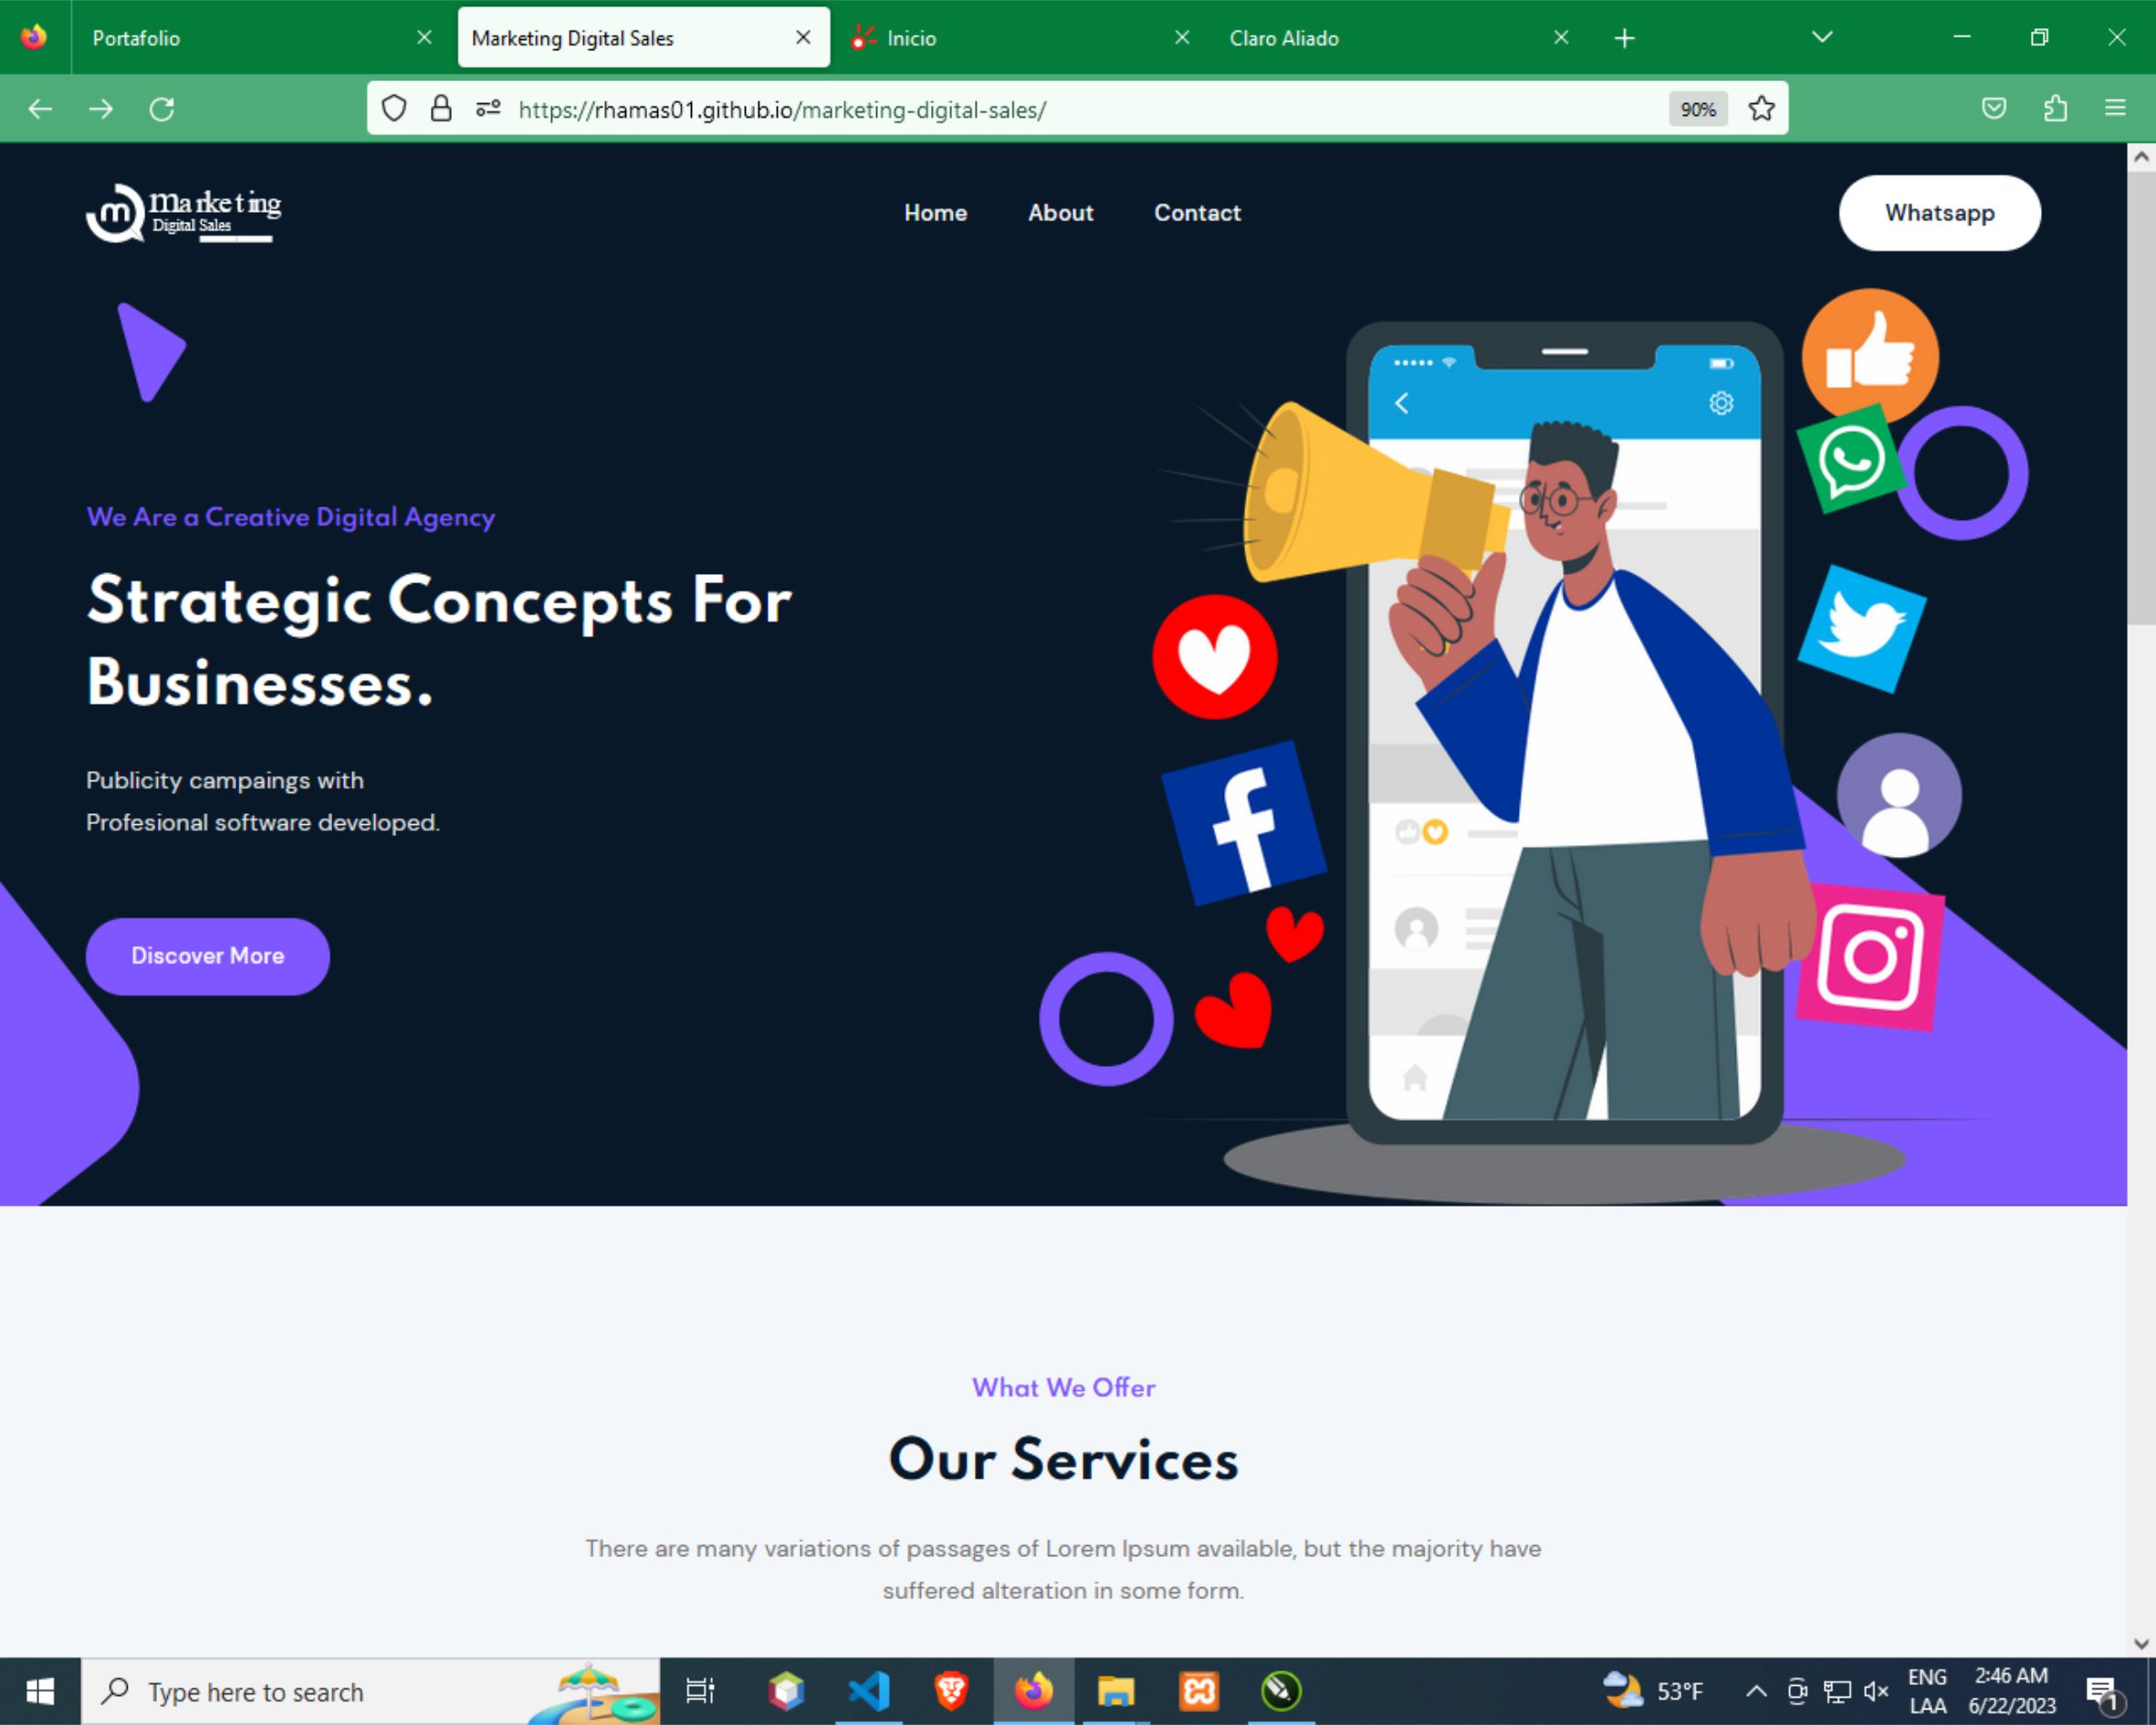 Portafolio
Marketing Digital Sales
Inicio
Claro Aliado
https://rhamas01.github.io/marketing-digital-sales/
90%
marketing
Digital Sales
Home
About
Contact
Whatsapp
We Are a Creative Digital Agency
Strategic Concepts For
Businesses.
Publicity campaings with
Profesional software developed.
Discover More
What We Offer
Our Services
There are many variations of passages of Lorem Ipsum available, but the majority have
suffered alteration in some form.
Type here to search
53°F
ENG
LAA
2:46 AM
6/22/2023
1